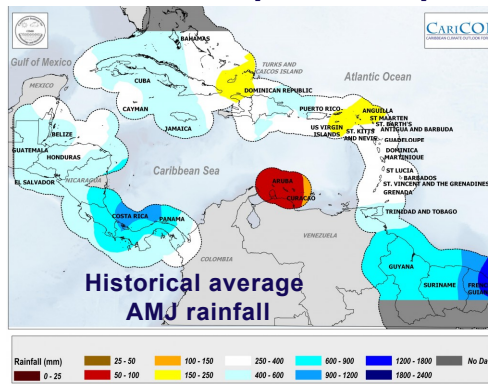 CARICOF
CARIBBEAN CLIMATE OUTLOOK FORUM
BAHAMAS
Gulf of Mexico
TURKS AND
CAICOS ISLAND
Atlantic Ocean
MEXICO
CUBA
DOMINICAN REPUBLIC
CAYMAN
PUERTO RICO
ANGUILLA
ST MAARTEN
ST. BARTH'S
JAMAICA
US VIRGIN
ISLANDS
ST. KITTS
AND NEVIS
ANTIGUA AND BARBUDA
BELIZE
GUADELOUPE
GUATEMALA
DOMINICA
HONDURAS
MARTINIQUE
Caribbean Sea
ST LUCIA
EL SALVADOR
NICARAGUA
ARUBA
BARBADOS
ST. VINCENT AND THE GRENADINES
CURACAO
GRENADA
COSTA RICA
PANAMA
TRINIDAD AND TOBAGO
VENEZUELA
COLOMBIA
GUYANA
SURINAME
FREN
GUIAN
Historical average
AMJ rainfall
Rainfall (mm)
25 - 50
100 - 150
250 - 400
600 - 900
1200 - 1800
No Da
0 - 25
50 - 100
150 - 250
400 - 600
900 - 1200
1800 - 2400